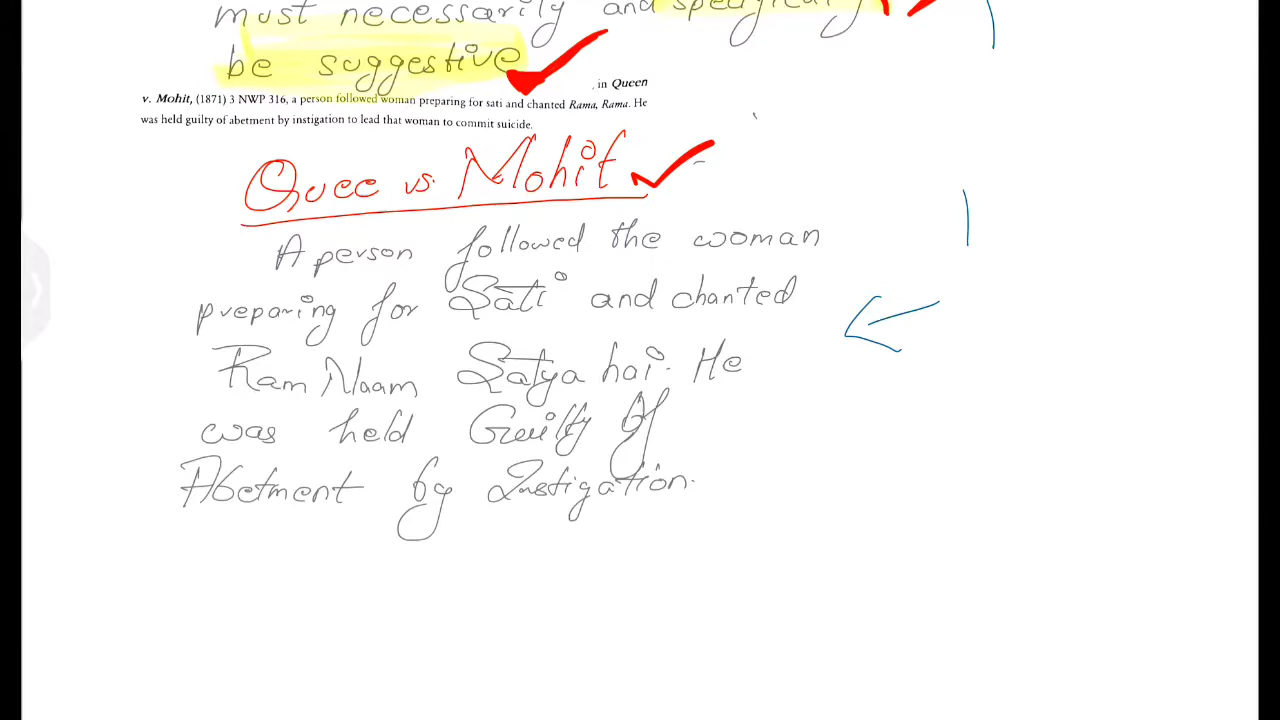 must necessarily and specifically
be suggestive
, in Queen
v. Mohit, (1871) 3 NWP 316, a person followed woman preparing for sati and chanted Rama, Rama. He
was held guilty of abetment by instigation to lead that woman to commit suicide.
Quee vs. Mohit
A person followed the woman
preparing for Sati and chanted
Ram Naam Satya hai. He
was held Guilty Of
Abetment by Instigation.